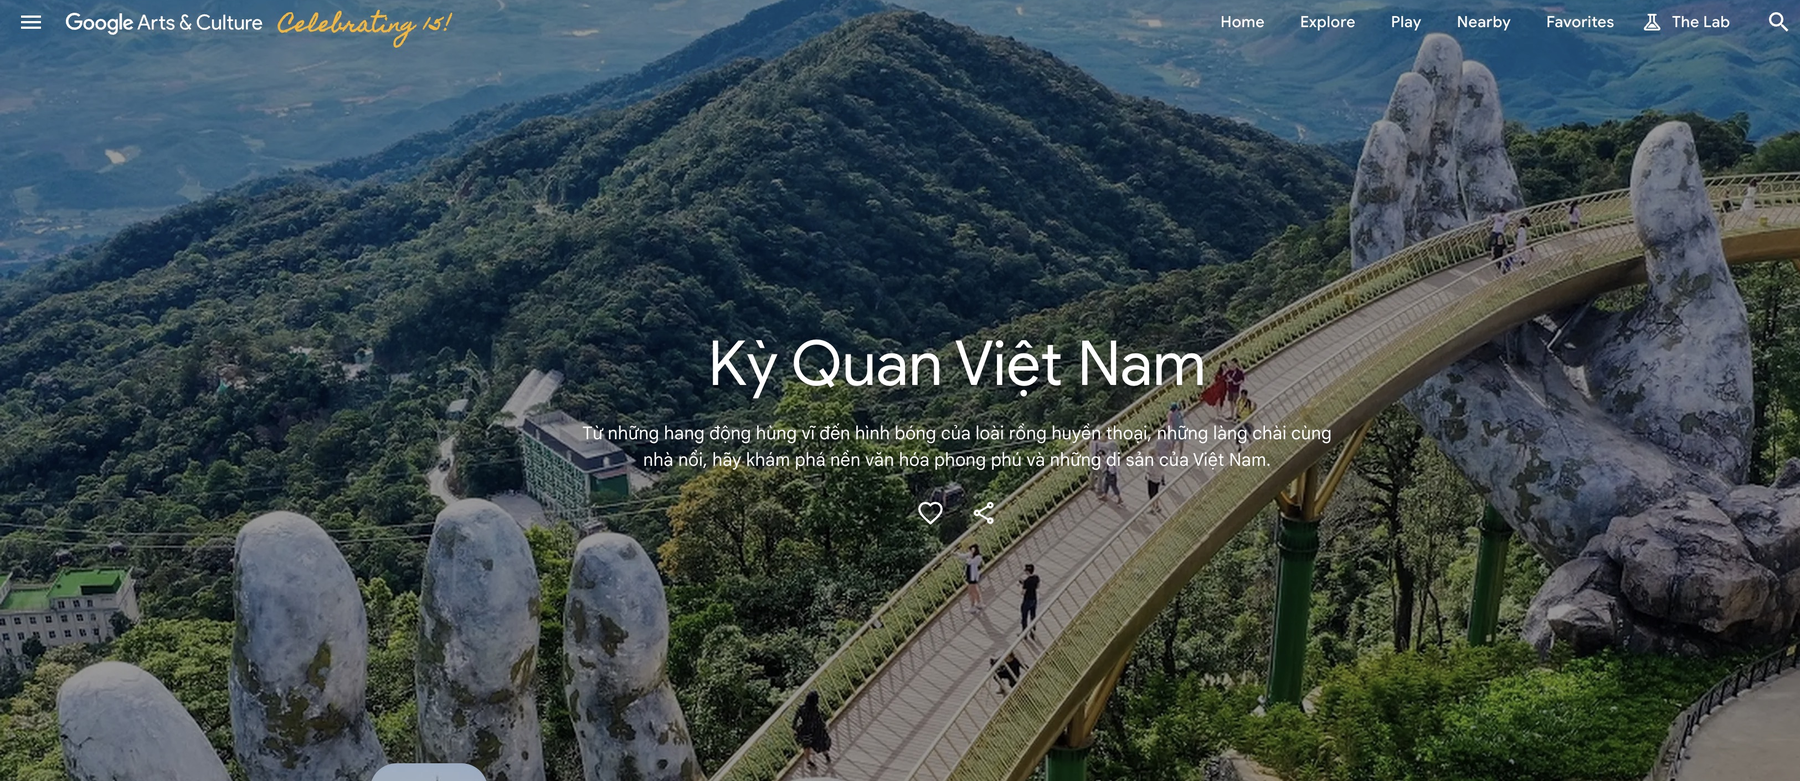 Google Arts & Culture Celebrating 15!
Home Explore Play Nearby Favorites The Lab
Kỳ Quan Việt Nam
Từ những hang động hùng vĩ đến hình bóng của loài rồng huyền thoại, những làng chài cùng
nhà nổi, hãy khám phá nền văn hóa phong phú và những di sản của Việt Nam.